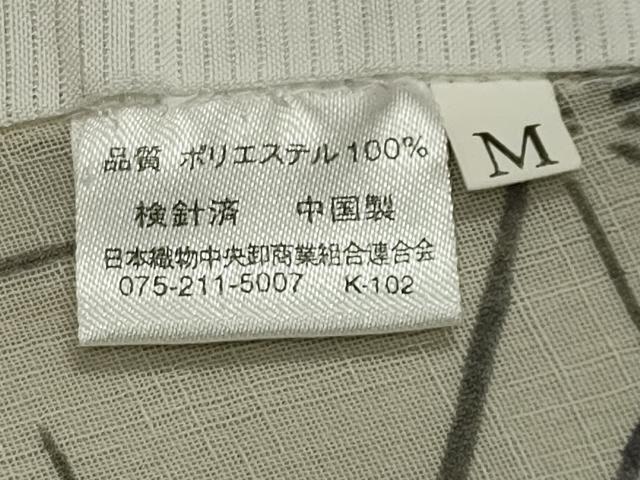 品質 ポリエステル100%
検針済 中国製
日本織物中央卸商業組合連合会
075-211-5007 K-102
M